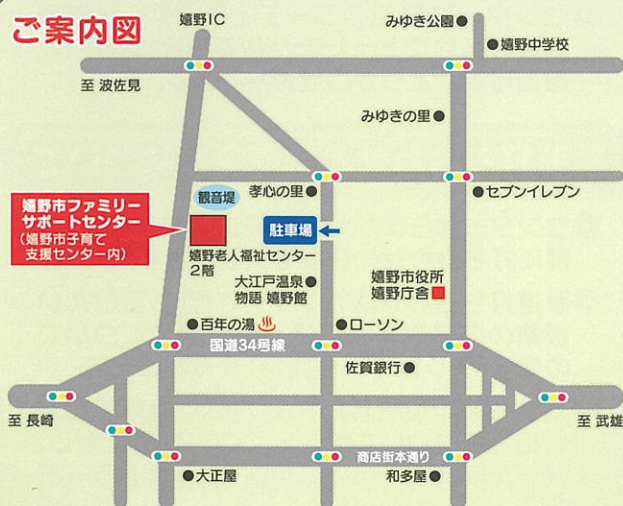 ご案内図
嬉野IC
みゆき公園
嬉野中学校
至 波佐見
みゆきの里
観音堤
孝心の里
セブンイレブン
嬉野市ファミリー
サポートセンター
(嬉野市子育て
支援センター内)
駐車場
嬉野老人福祉センター
2階
大江戸温泉
物語 嬉野館
嬉野市役所
嬉野庁舎
百年の湯
ローソン
国道34号線
佐賀銀行
至 長崎
至 武雄
商店街本通り
大正屋
和多屋